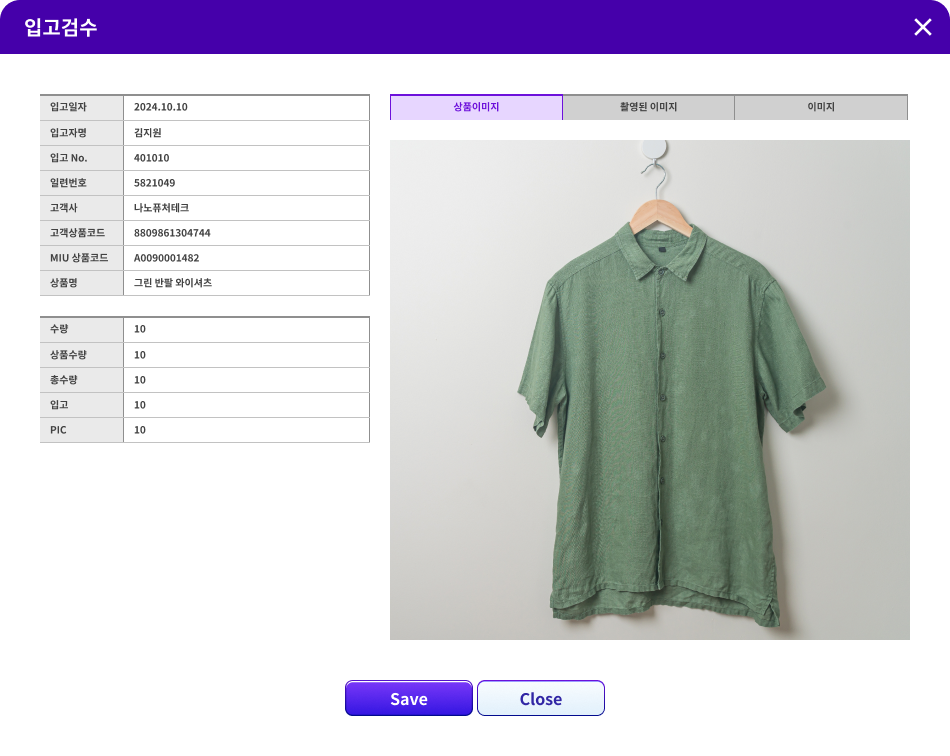 입고검수
입고일자 2024.10.10
입고자명 김지원
입고 No. 401010
일련번호 5821049
고객사 나노퓨처테크
고객상품코드 8809861304744
MIU 상품코드 A0090001482
상품명 그린 반팔 와이셔츠
수량 10
상품수량 10
총수량 10
입고 10
PIC 10
상품이미지 촬영된 이미지 이미지
Save Close